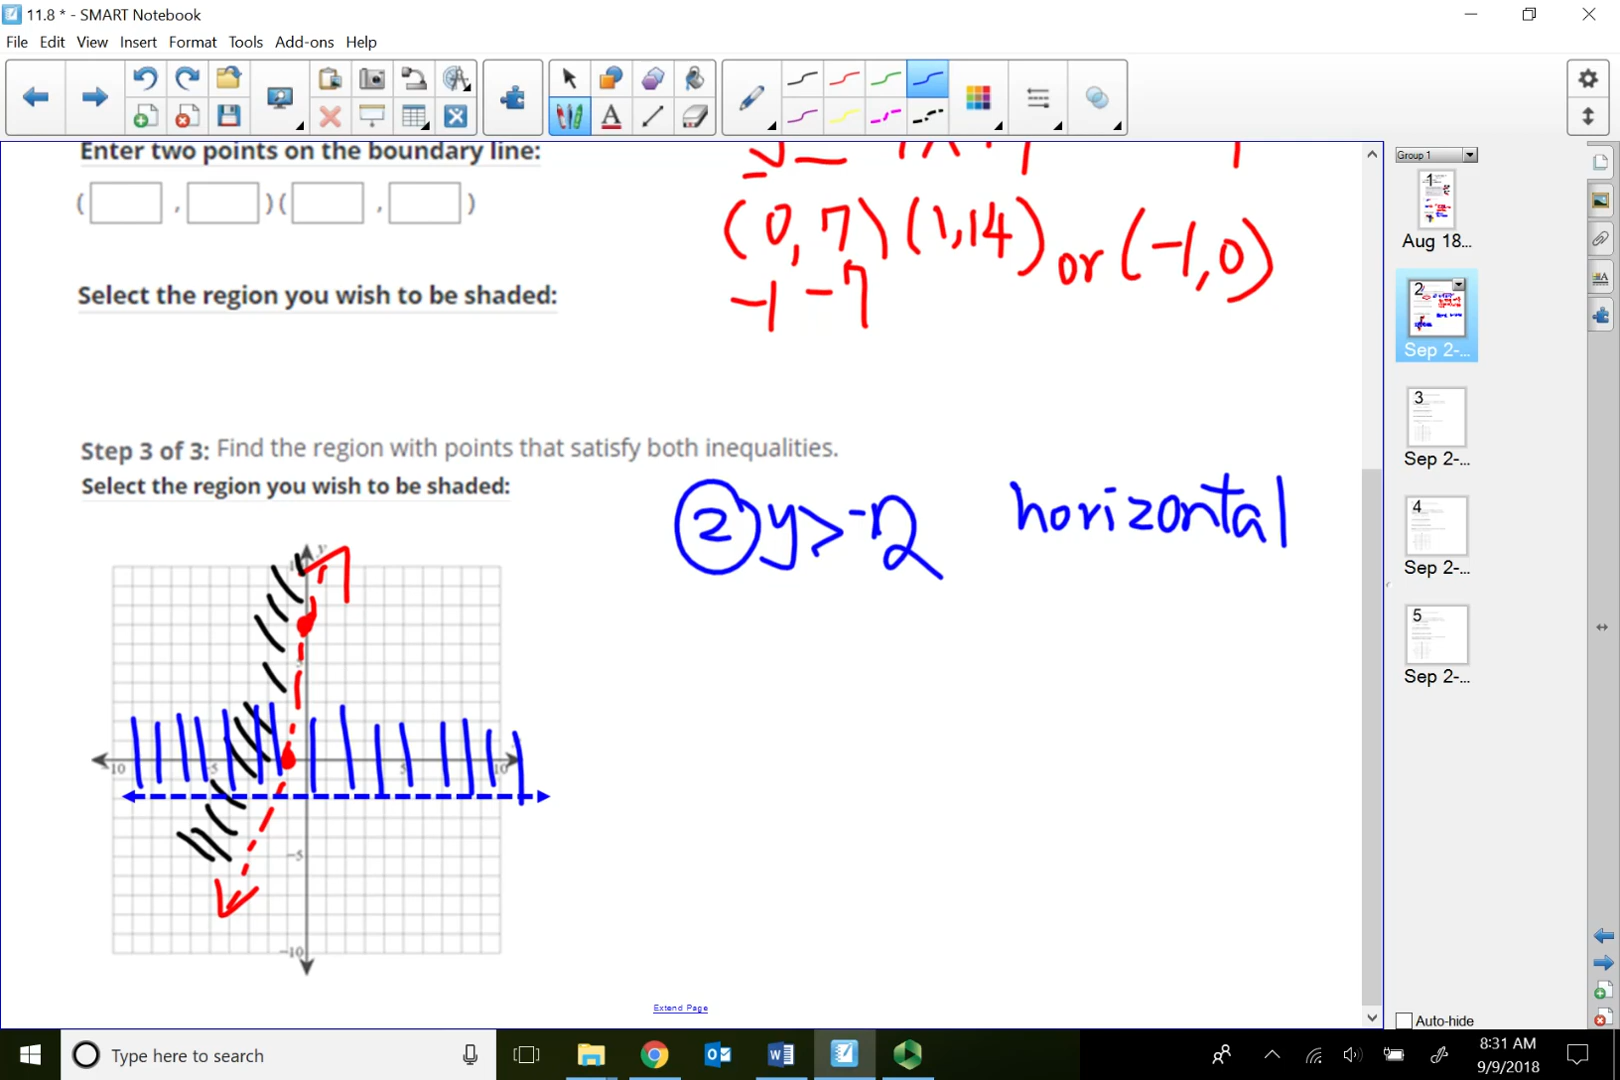 11.8 * - SMART Notebook
File Edit View Insert Format Tools Add-ons Help
Enter two points on the boundary line:
( , )( , )
(0, 7) (1, 14) or (-1, 0)
-1 -7
Select the region you wish to be shaded:
Step 3 of 3: Find the region with points that satisfy both inequalities.
Select the region you wish to be shaded:
2 y > -2 horizontal
-10 -5 5 10
-5
-10
Extend Page
Group 1
1
Aug 18...
2
Sep 2-...
3
Sep 2-...
4
Sep 2-...
5
Sep 2-...
Auto-hide
Type here to search
8:31 AM
9/9/2018